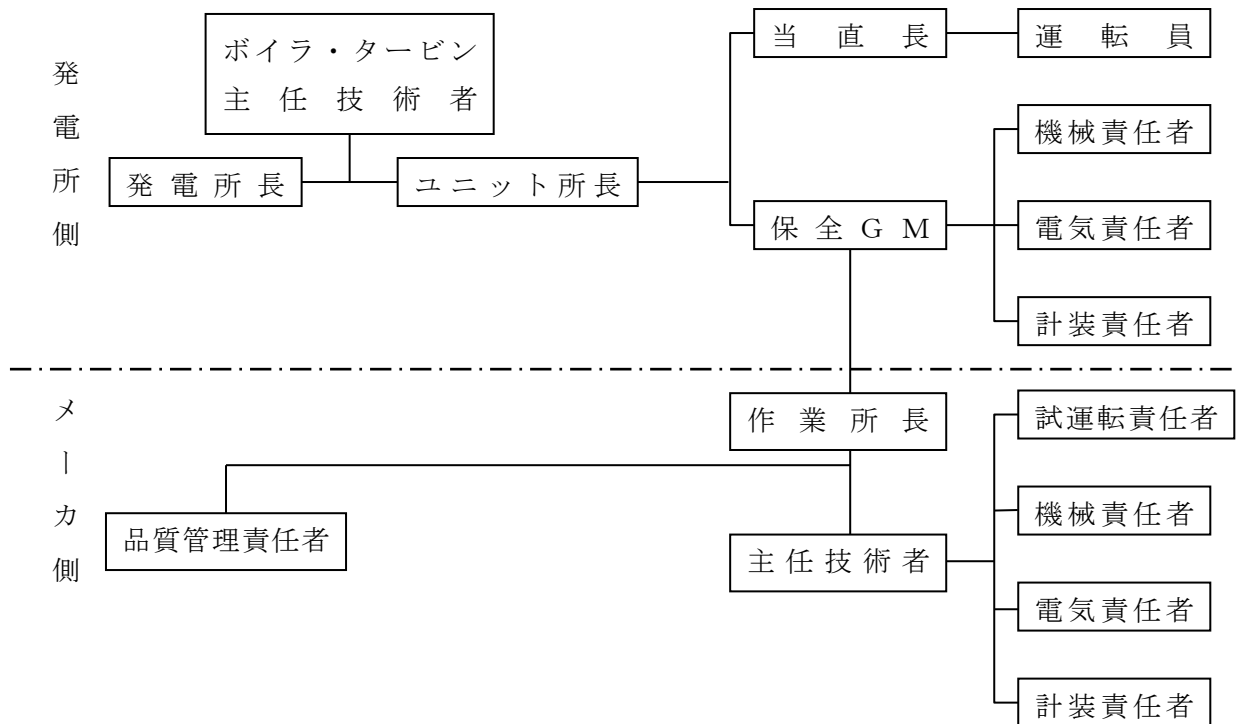 発電所側
ボイラ・タービン
主任技術者
発電所長
ユニット所長
当直長
運転員
保全GM
機械責任者
電気責任者
計装責任者
メーカ側
作業所長
品質管理責任者
主任技術者
試運転責任者
機械責任者
電気責任者
計装責任者